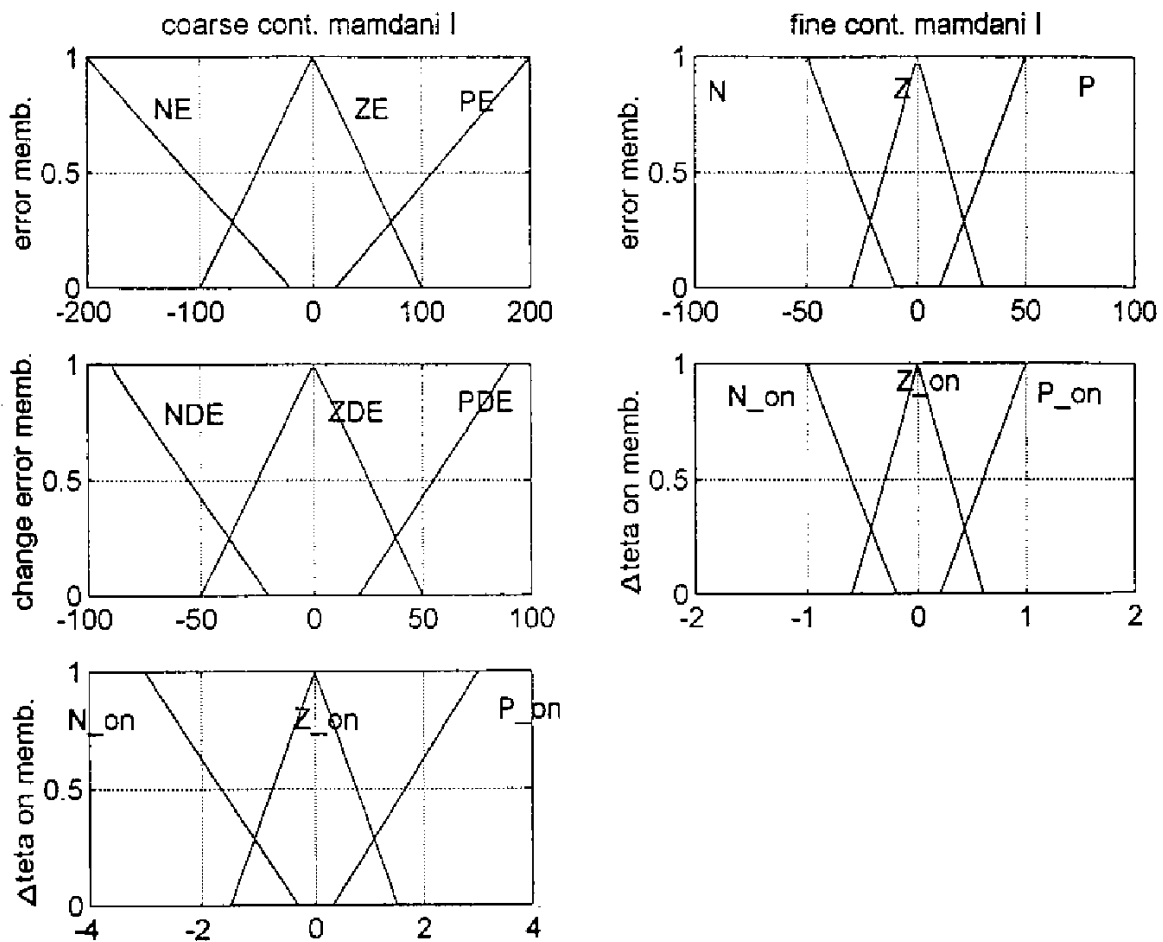 coarse cont. mamdani I
error memb.
1
0.5
0
NE
ZE
PE
-200
-100
0
100
200
fine cont. mamdani I
error memb.
1
0.5
0
N
Z
P
-100
-50
0
50
100
change error memb.
1
0.5
0
NDE
ZDE
PDE
-100
-50
0
50
100
Δteta on memb.
1
0.5
0
N_on
Z_on
P_on
-2
-1
0
1
2
Δteta on memb.
1
0.5
0
N_on
Z_on
P_on
-4
-2
0
2
4